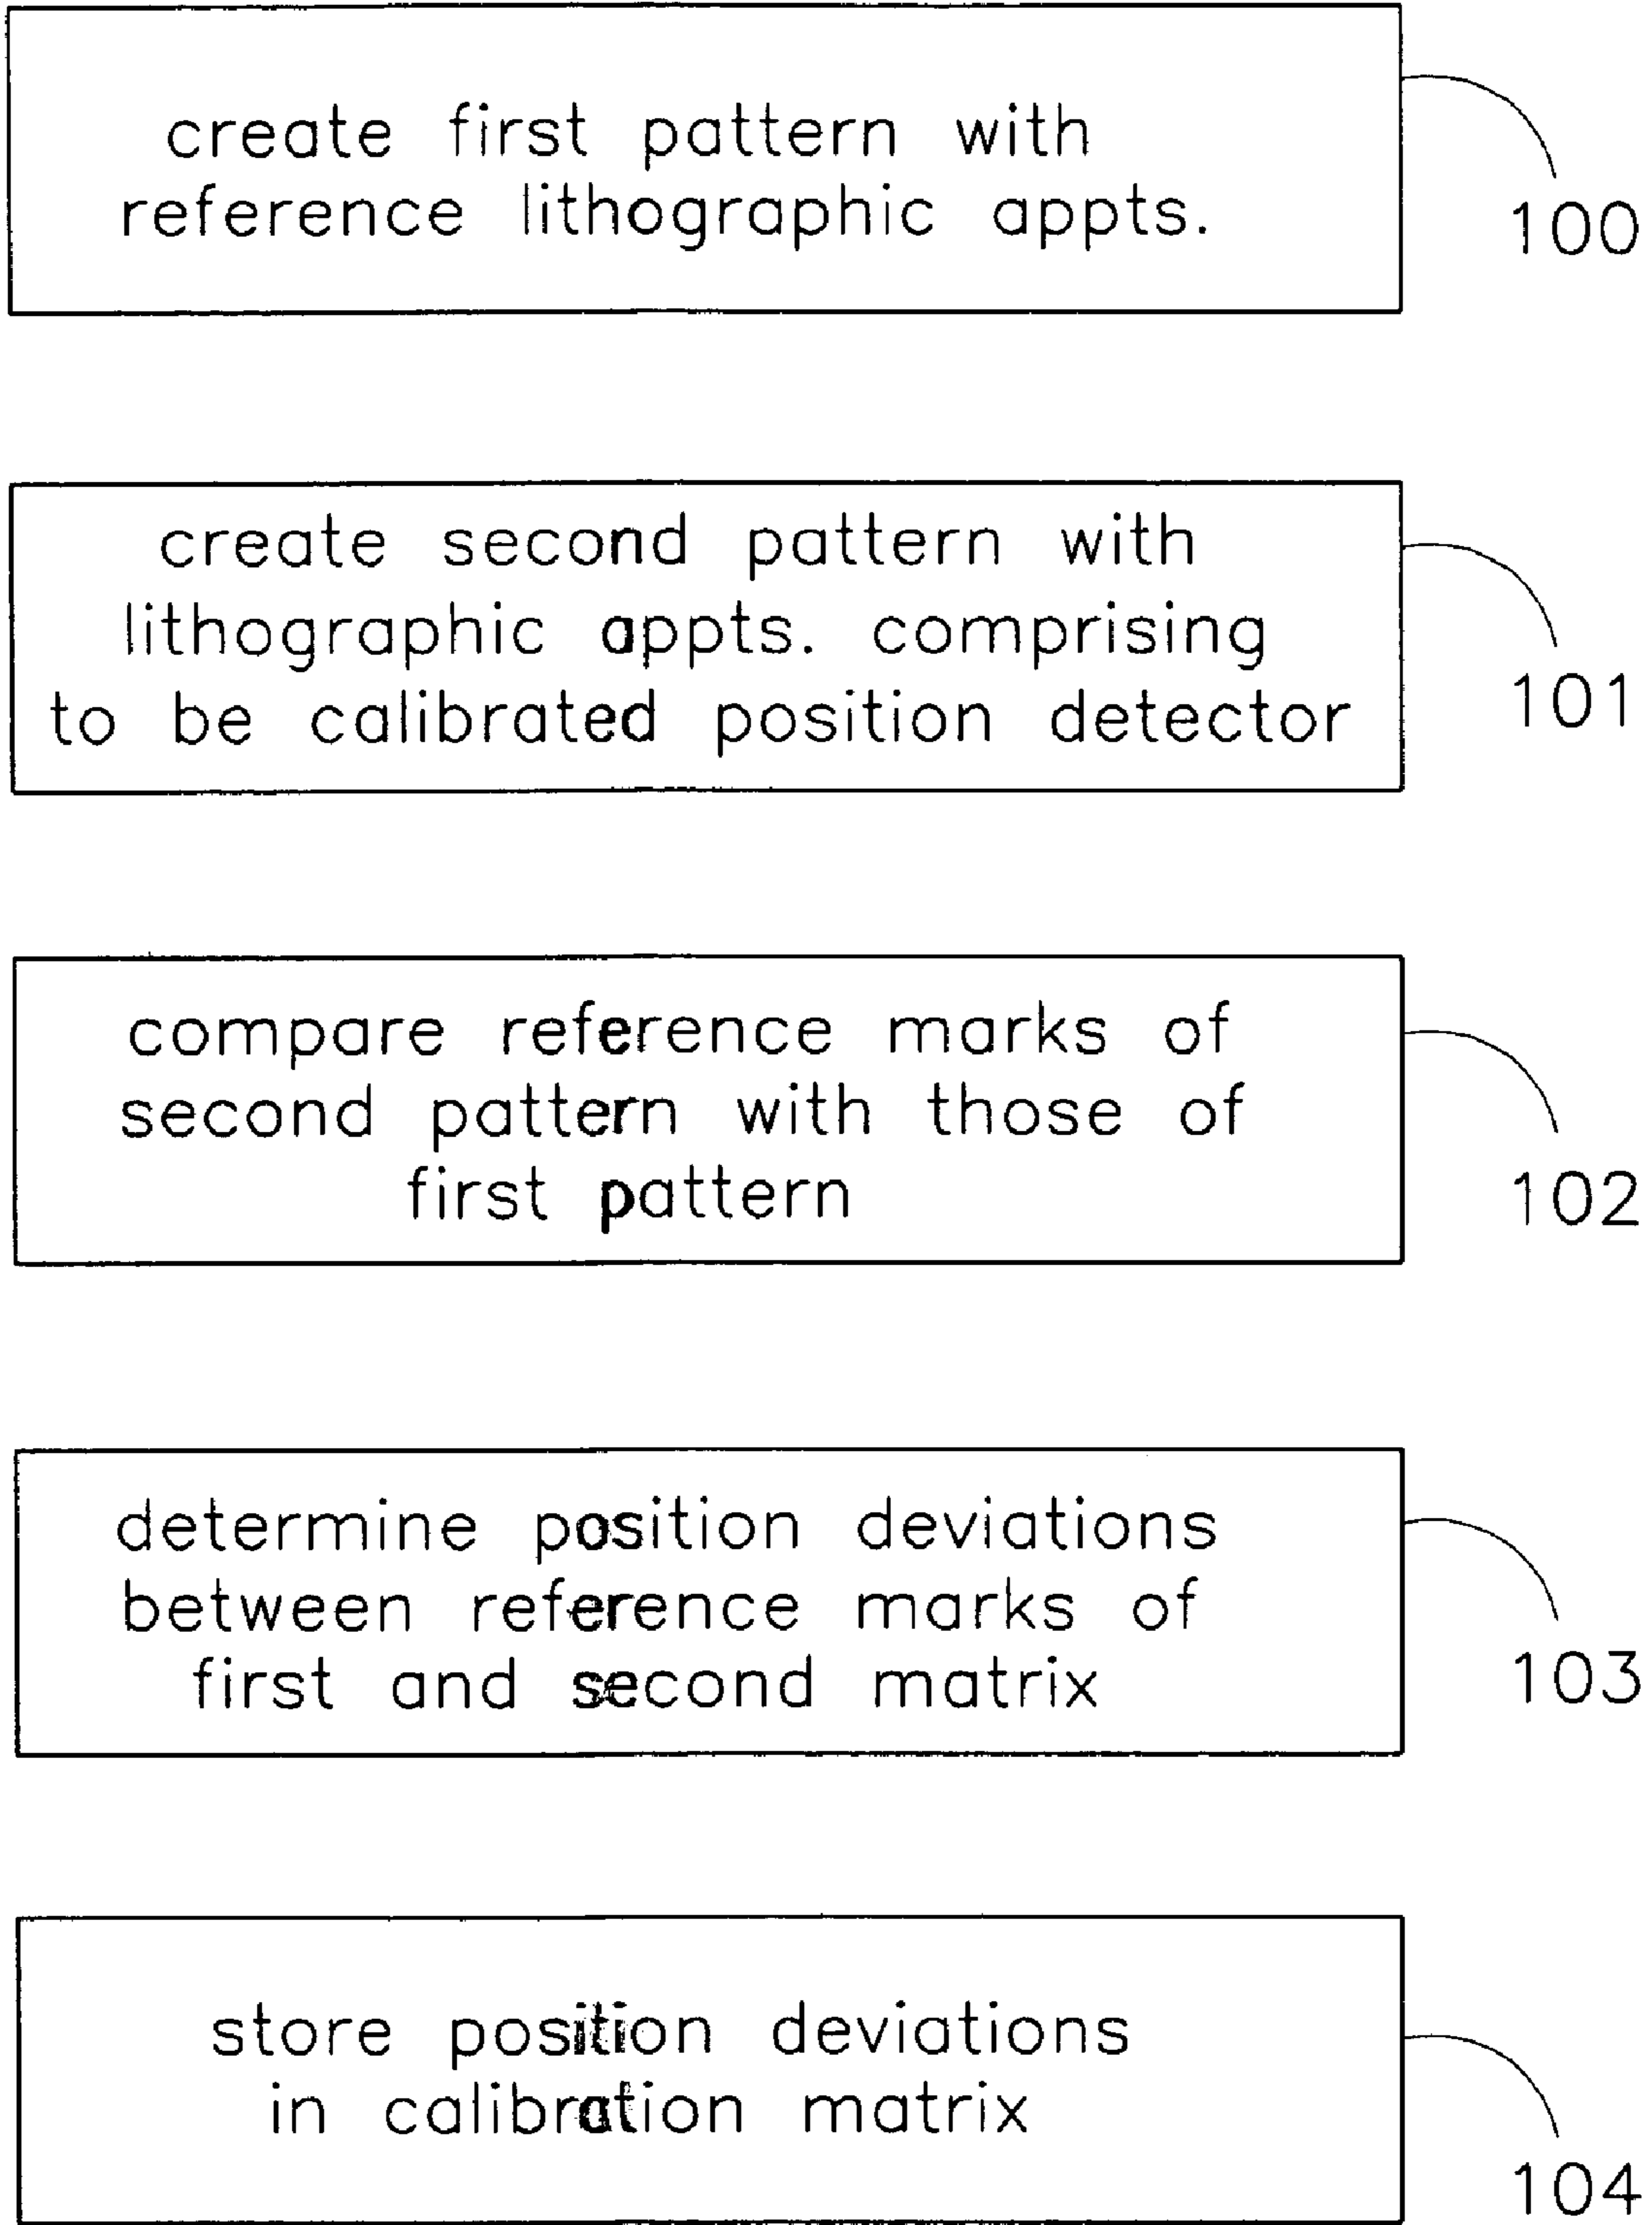 create first pattern with
reference lithographic appts.
100
create second pattern with
lithographic appts. comprising
to be calibrated position detector
101
compare reference marks of
second pattern with those of
first pattern
102
determine position deviations
between reference marks of
first and second matrix
103
store position deviations
in calibration matrix
104